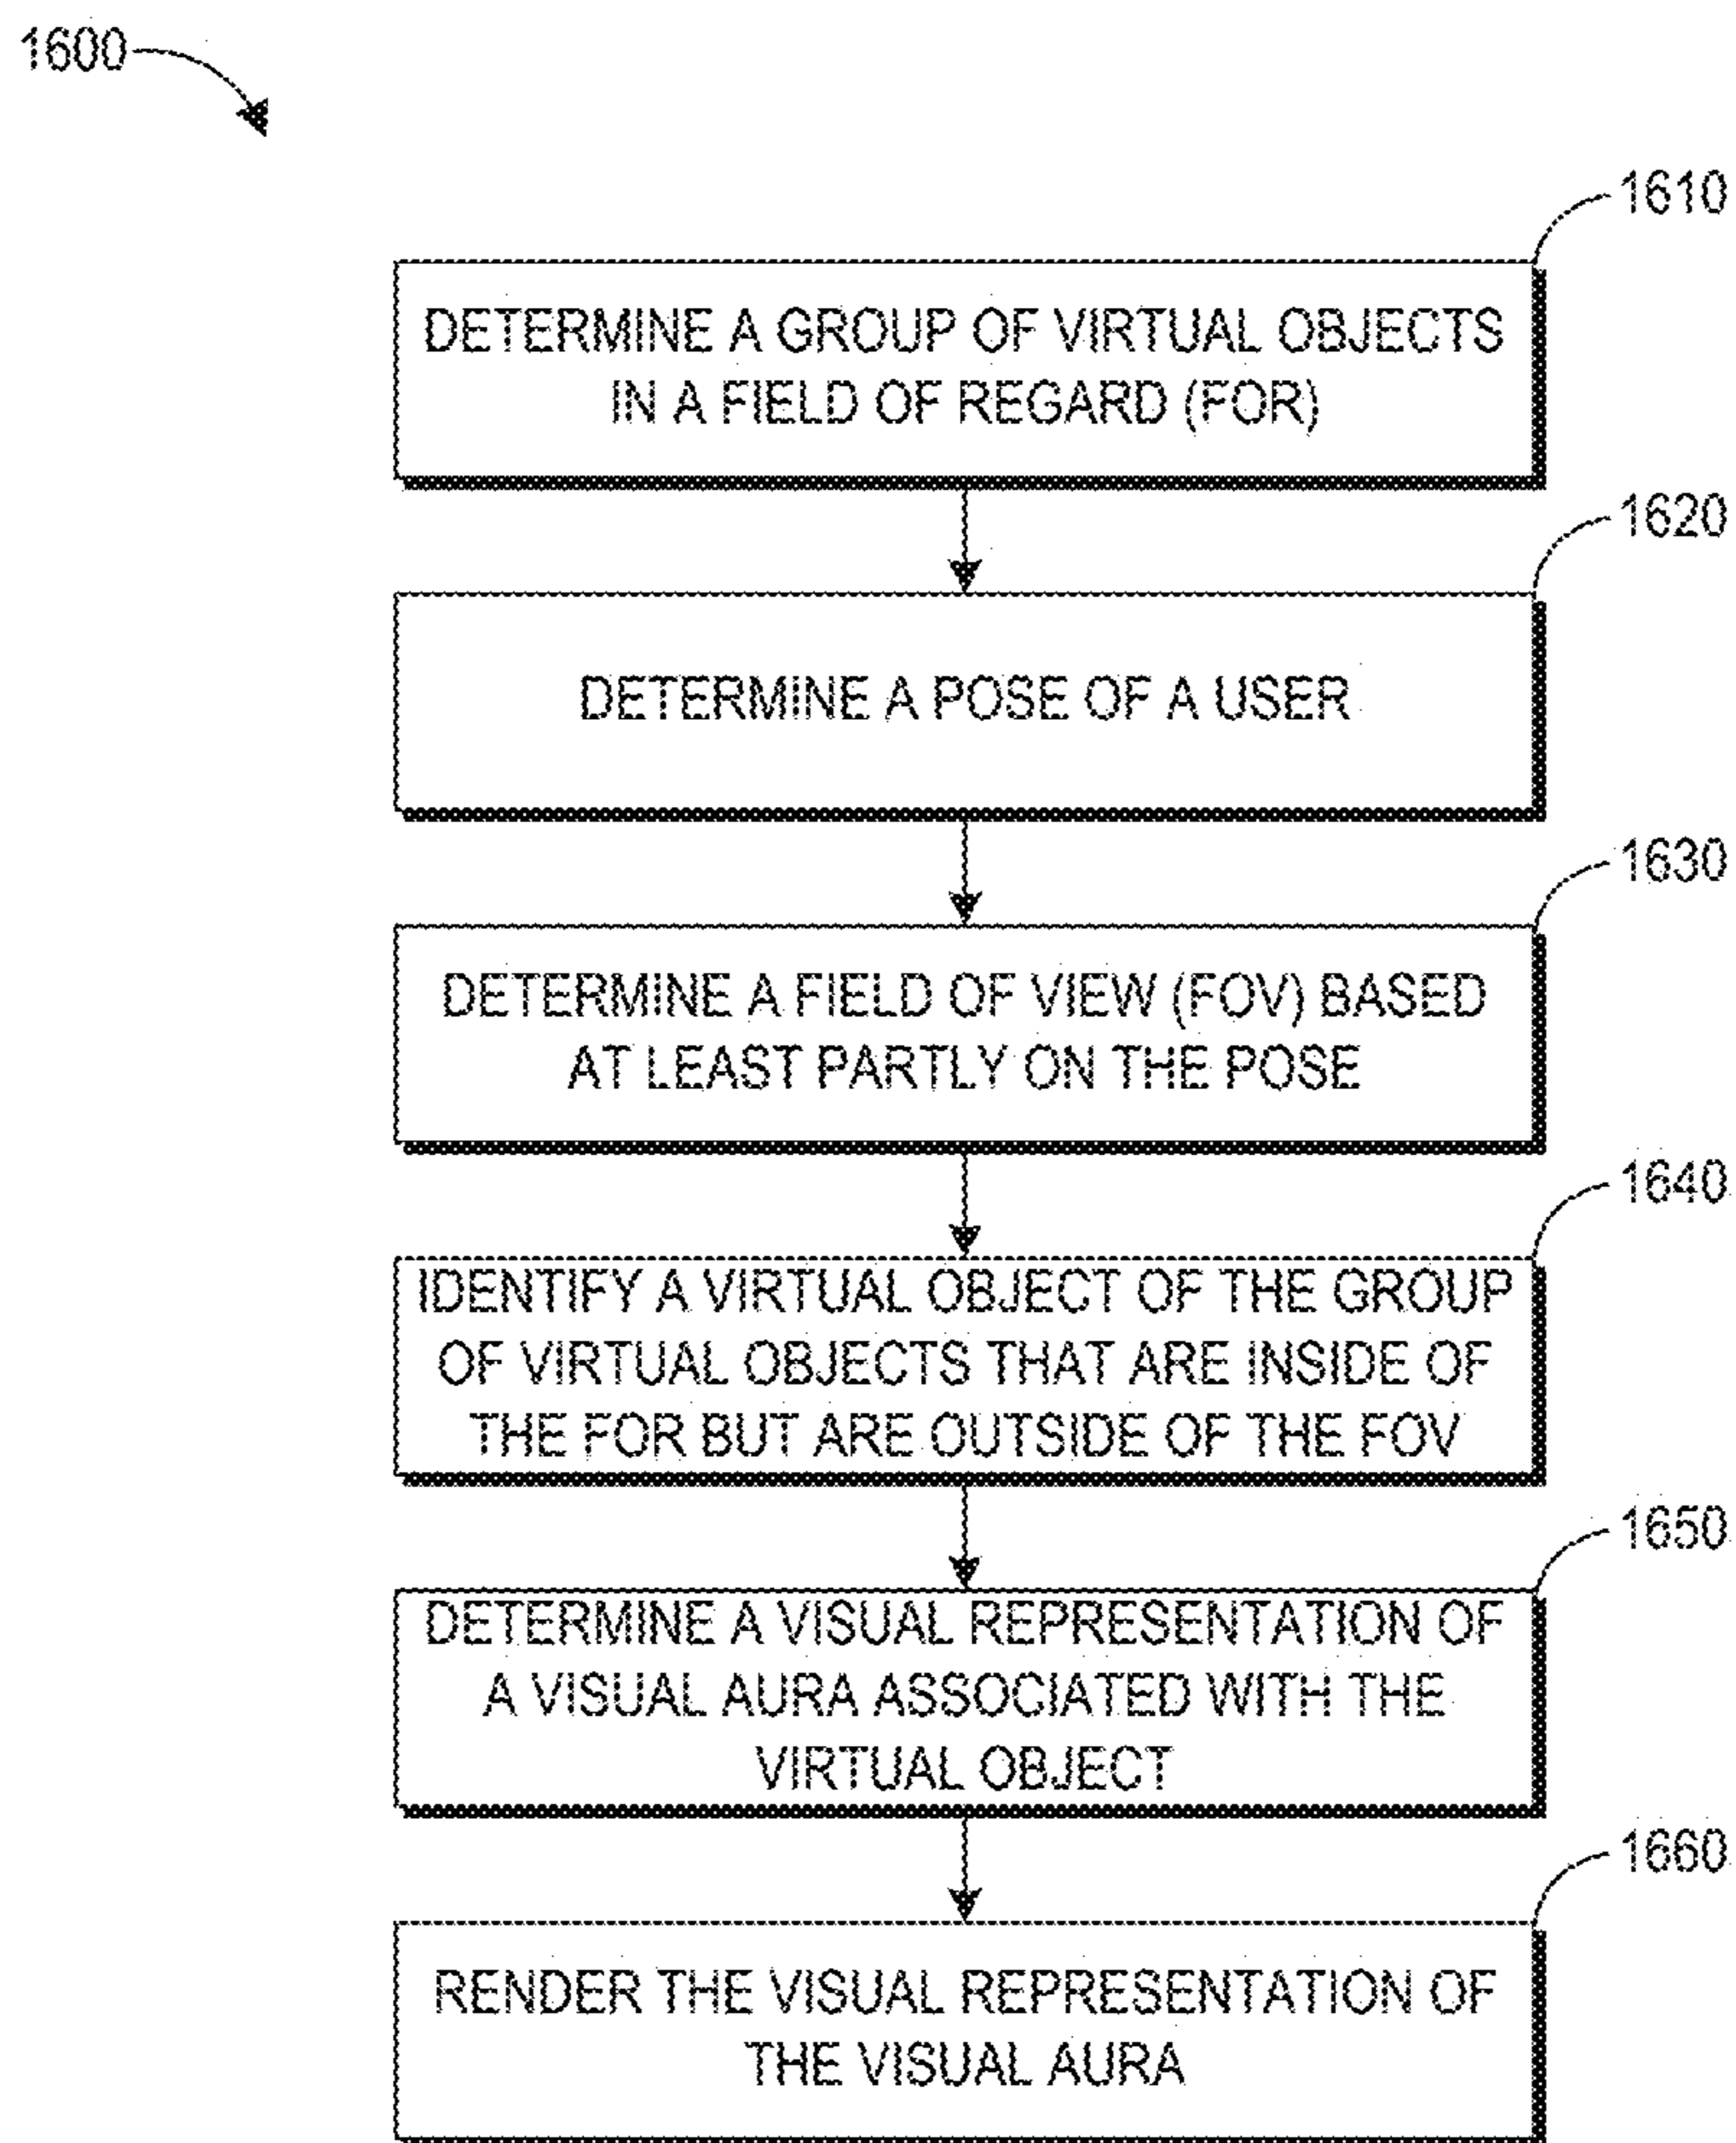 1600
1610
DETERMINE A GROUP OF VIRTUAL OBJECTS
IN A FIELD OF REGARD (FOR)
1620
DETERMINE A POSE OF A USER
1630
DETERMINE A FIELD OF VIEW (FOV) BASED
AT LEAST PARTLY ON THE POSE
1640
IDENTIFY A VIRTUAL OBJECT OF THE GROUP
OF VIRTUAL OBJECTS THAT ARE INSIDE OF
THE FOR BUT ARE OUTSIDE OF THE FOV
1650
DETERMINE A VISUAL REPRESENTATION OF
A VISUAL AURA ASSOCIATED WITH THE
VIRTUAL OBJECT
1660
RENDER THE VISUAL REPRESENTATION OF
THE VISUAL AURA